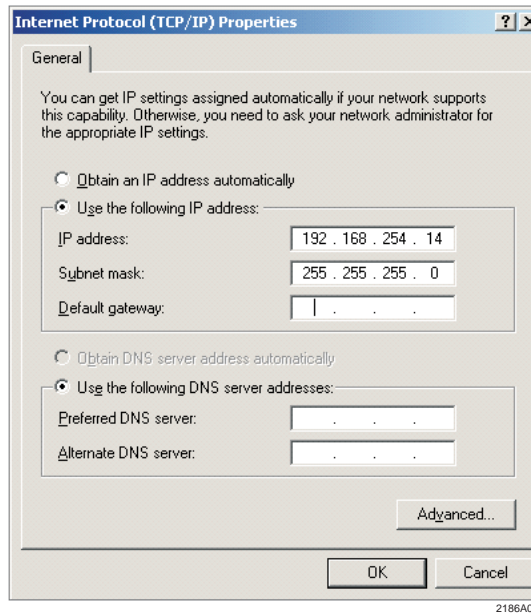 Internet Protocol (TCP/IP) Properties
General
You can get IP settings assigned automatically if your network supports
this capability. Otherwise, you need to ask your network administrator for
the appropriate IP settings.
Obtain an IP address automatically
Use the following IP address:
IP address: 192 . 168 . 254 . 14
Subnet mask: 255 . 255 . 255 . 0
Default gateway: . . .
Obtain DNS server address automatically
Use the following DNS server addresses:
Preferred DNS server: . . .
Alternate DNS server: . . .
Advanced...
OK Cancel